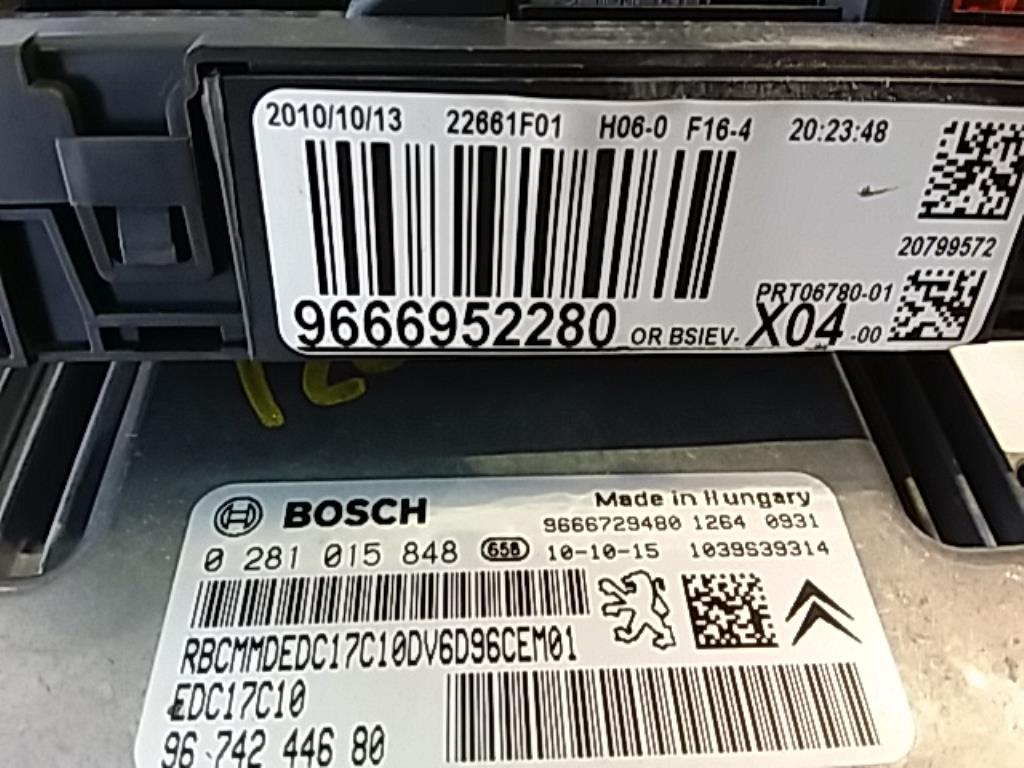 2010/10/13 22661F01 H06-0 F16-4 20:23:48
20799572
PRT06780-01
9666952280 OR BSIEV- X04 -00
BOSCH Made in Hungary
9666729480 1264 0931
0 281 015 848 658 10-10-15 1039S39314
RBCMMDEDC17C10DV6D96CEM01
EDC17C10
96 742 446 80